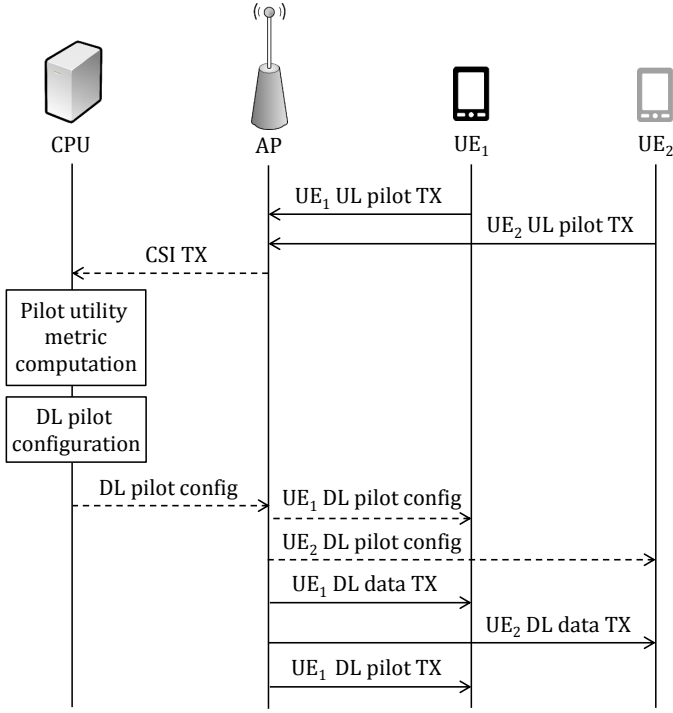 CPU
AP
UE₁
UE₂
UE₁ UL pilot TX
UE₂ UL pilot TX
CSI TX
Pilot utility
metric
computation
DL pilot
configuration
DL pilot config
UE₁ DL pilot config
UE₂ DL pilot config
UE₁ DL data TX
UE₂ DL data TX
UE₁ DL pilot TX